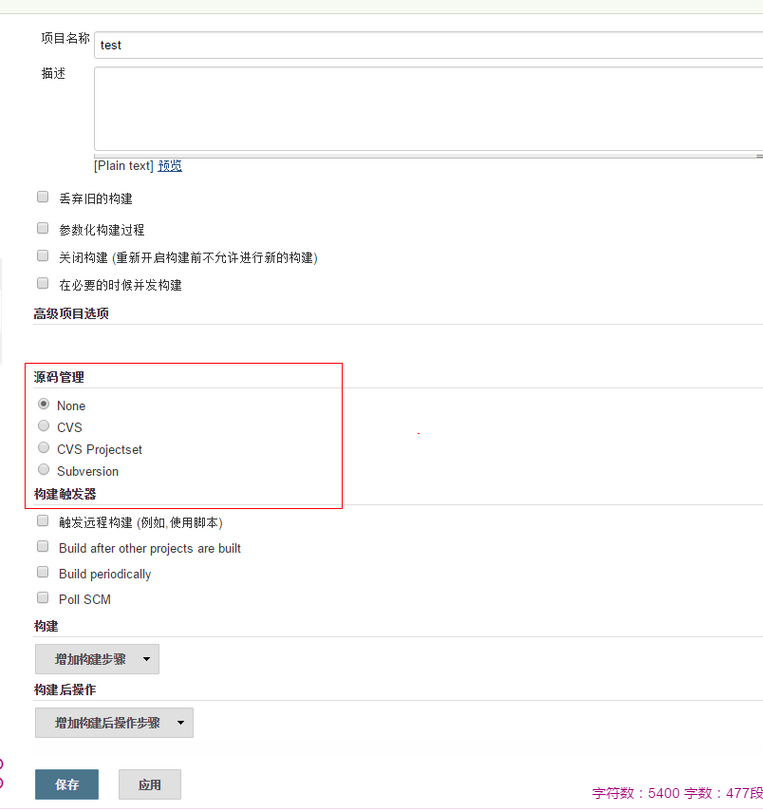 项目名称 test
描述
[Plain text] 预览
丢弃旧的构建
参数化构建过程
关闭构建 (重新开启构建前不允许进行新的构建)
在必要的时候并发构建
高级项目选项
源码管理
None
CVS
CVS Projectset
Subversion
构建触发器
触发远程构建 (例如,使用脚本)
Build after other projects are built
Build periodically
Poll SCM
构建
增加构建步骤
构建后操作
增加构建后操作步骤
保存 应用
字符数：5400 字数：477段